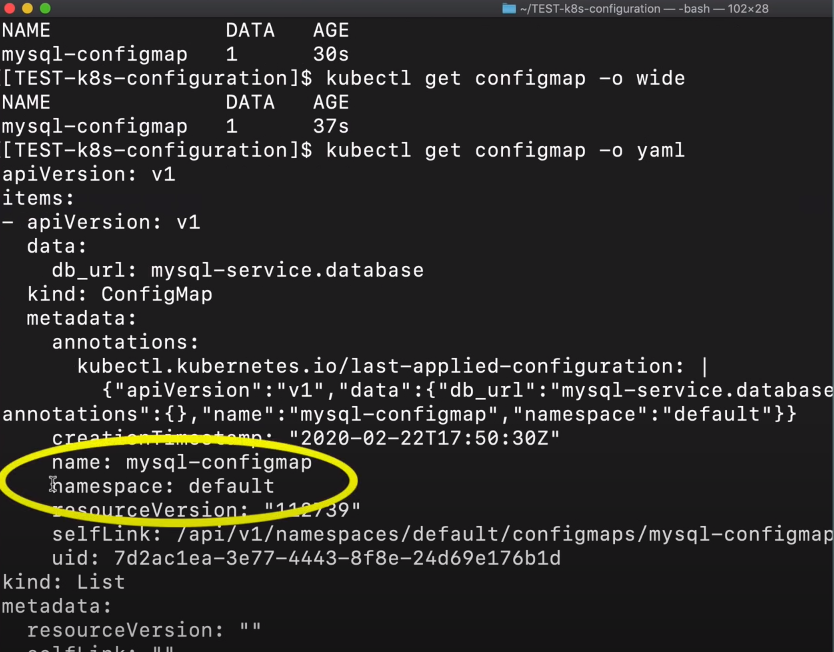 ~/TEST-k8s-configuration — -bash — 102×28
NAME DATA AGE
mysql-configmap 1 30s
[[TEST-k8s-configuration]$ kubectl get configmap -o wide
NAME DATA AGE
mysql-configmap 1 37s
[[TEST-k8s-configuration]$ kubectl get configmap -o yaml
apiVersion: v1
items:
- apiVersion: v1
data:
db_url: mysql-service.database
kind: ConfigMap
metadata:
annotations:
kubectl.kubernetes.io/last-applied-configuration: |
{"apiVersion":"v1","data":{"db_url":"mysql-service.database
annotations":{},"name":"mysql-configmap","namespace":"default"}}
creationTimestamp: "2020-02-22T17:50:30Z"
name: mysql-configmap
namespace: default
resourceVersion: "112739"
selfLink: /api/v1/namespaces/default/configmaps/mysql-configmap
uid: 7d2ac1ea-3e77-4443-8f8e-24d69e176b1d
kind: List
metadata:
resourceVersion: ""
selfLink: ""